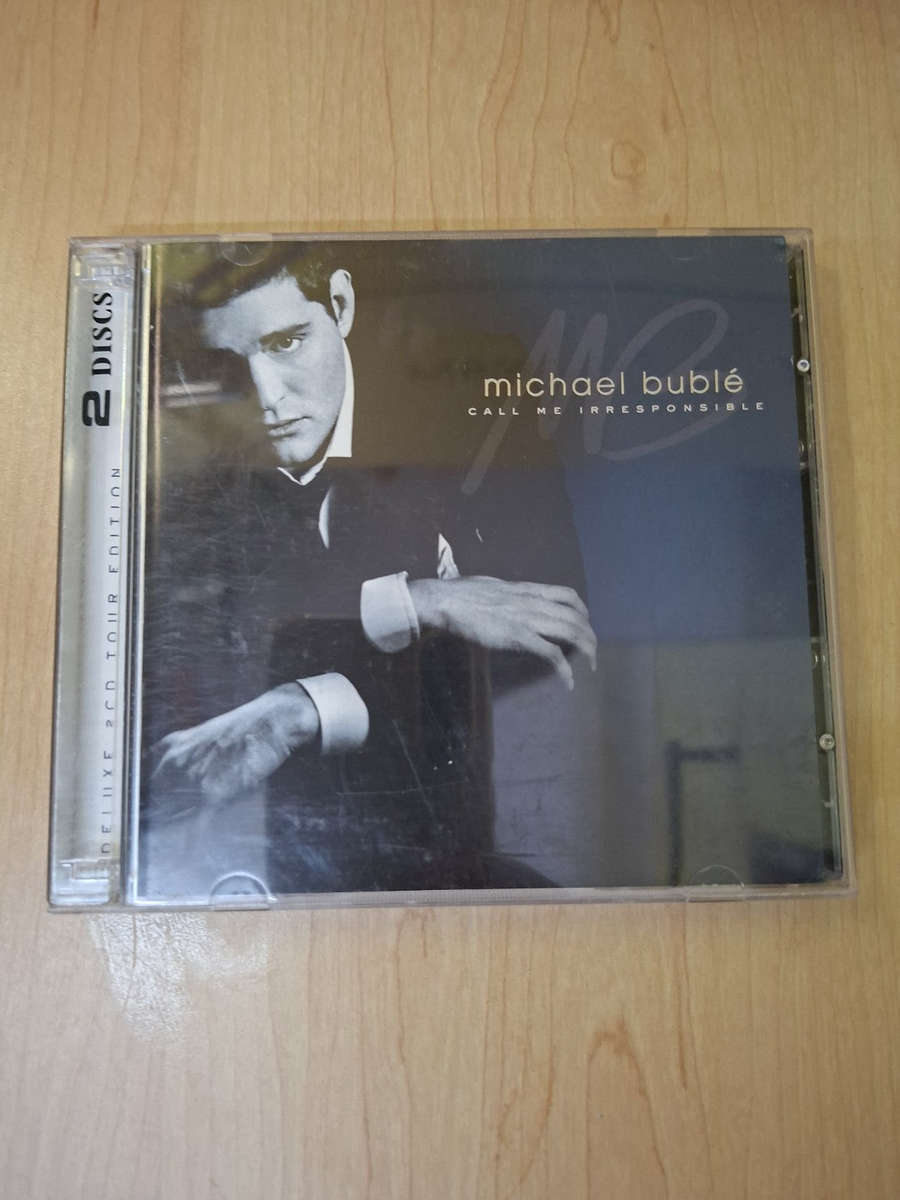 2 DISCS
DELUXE 2CD TOUR EDITION
MB
michael bublé
CALL ME IRRESPONSIBLE